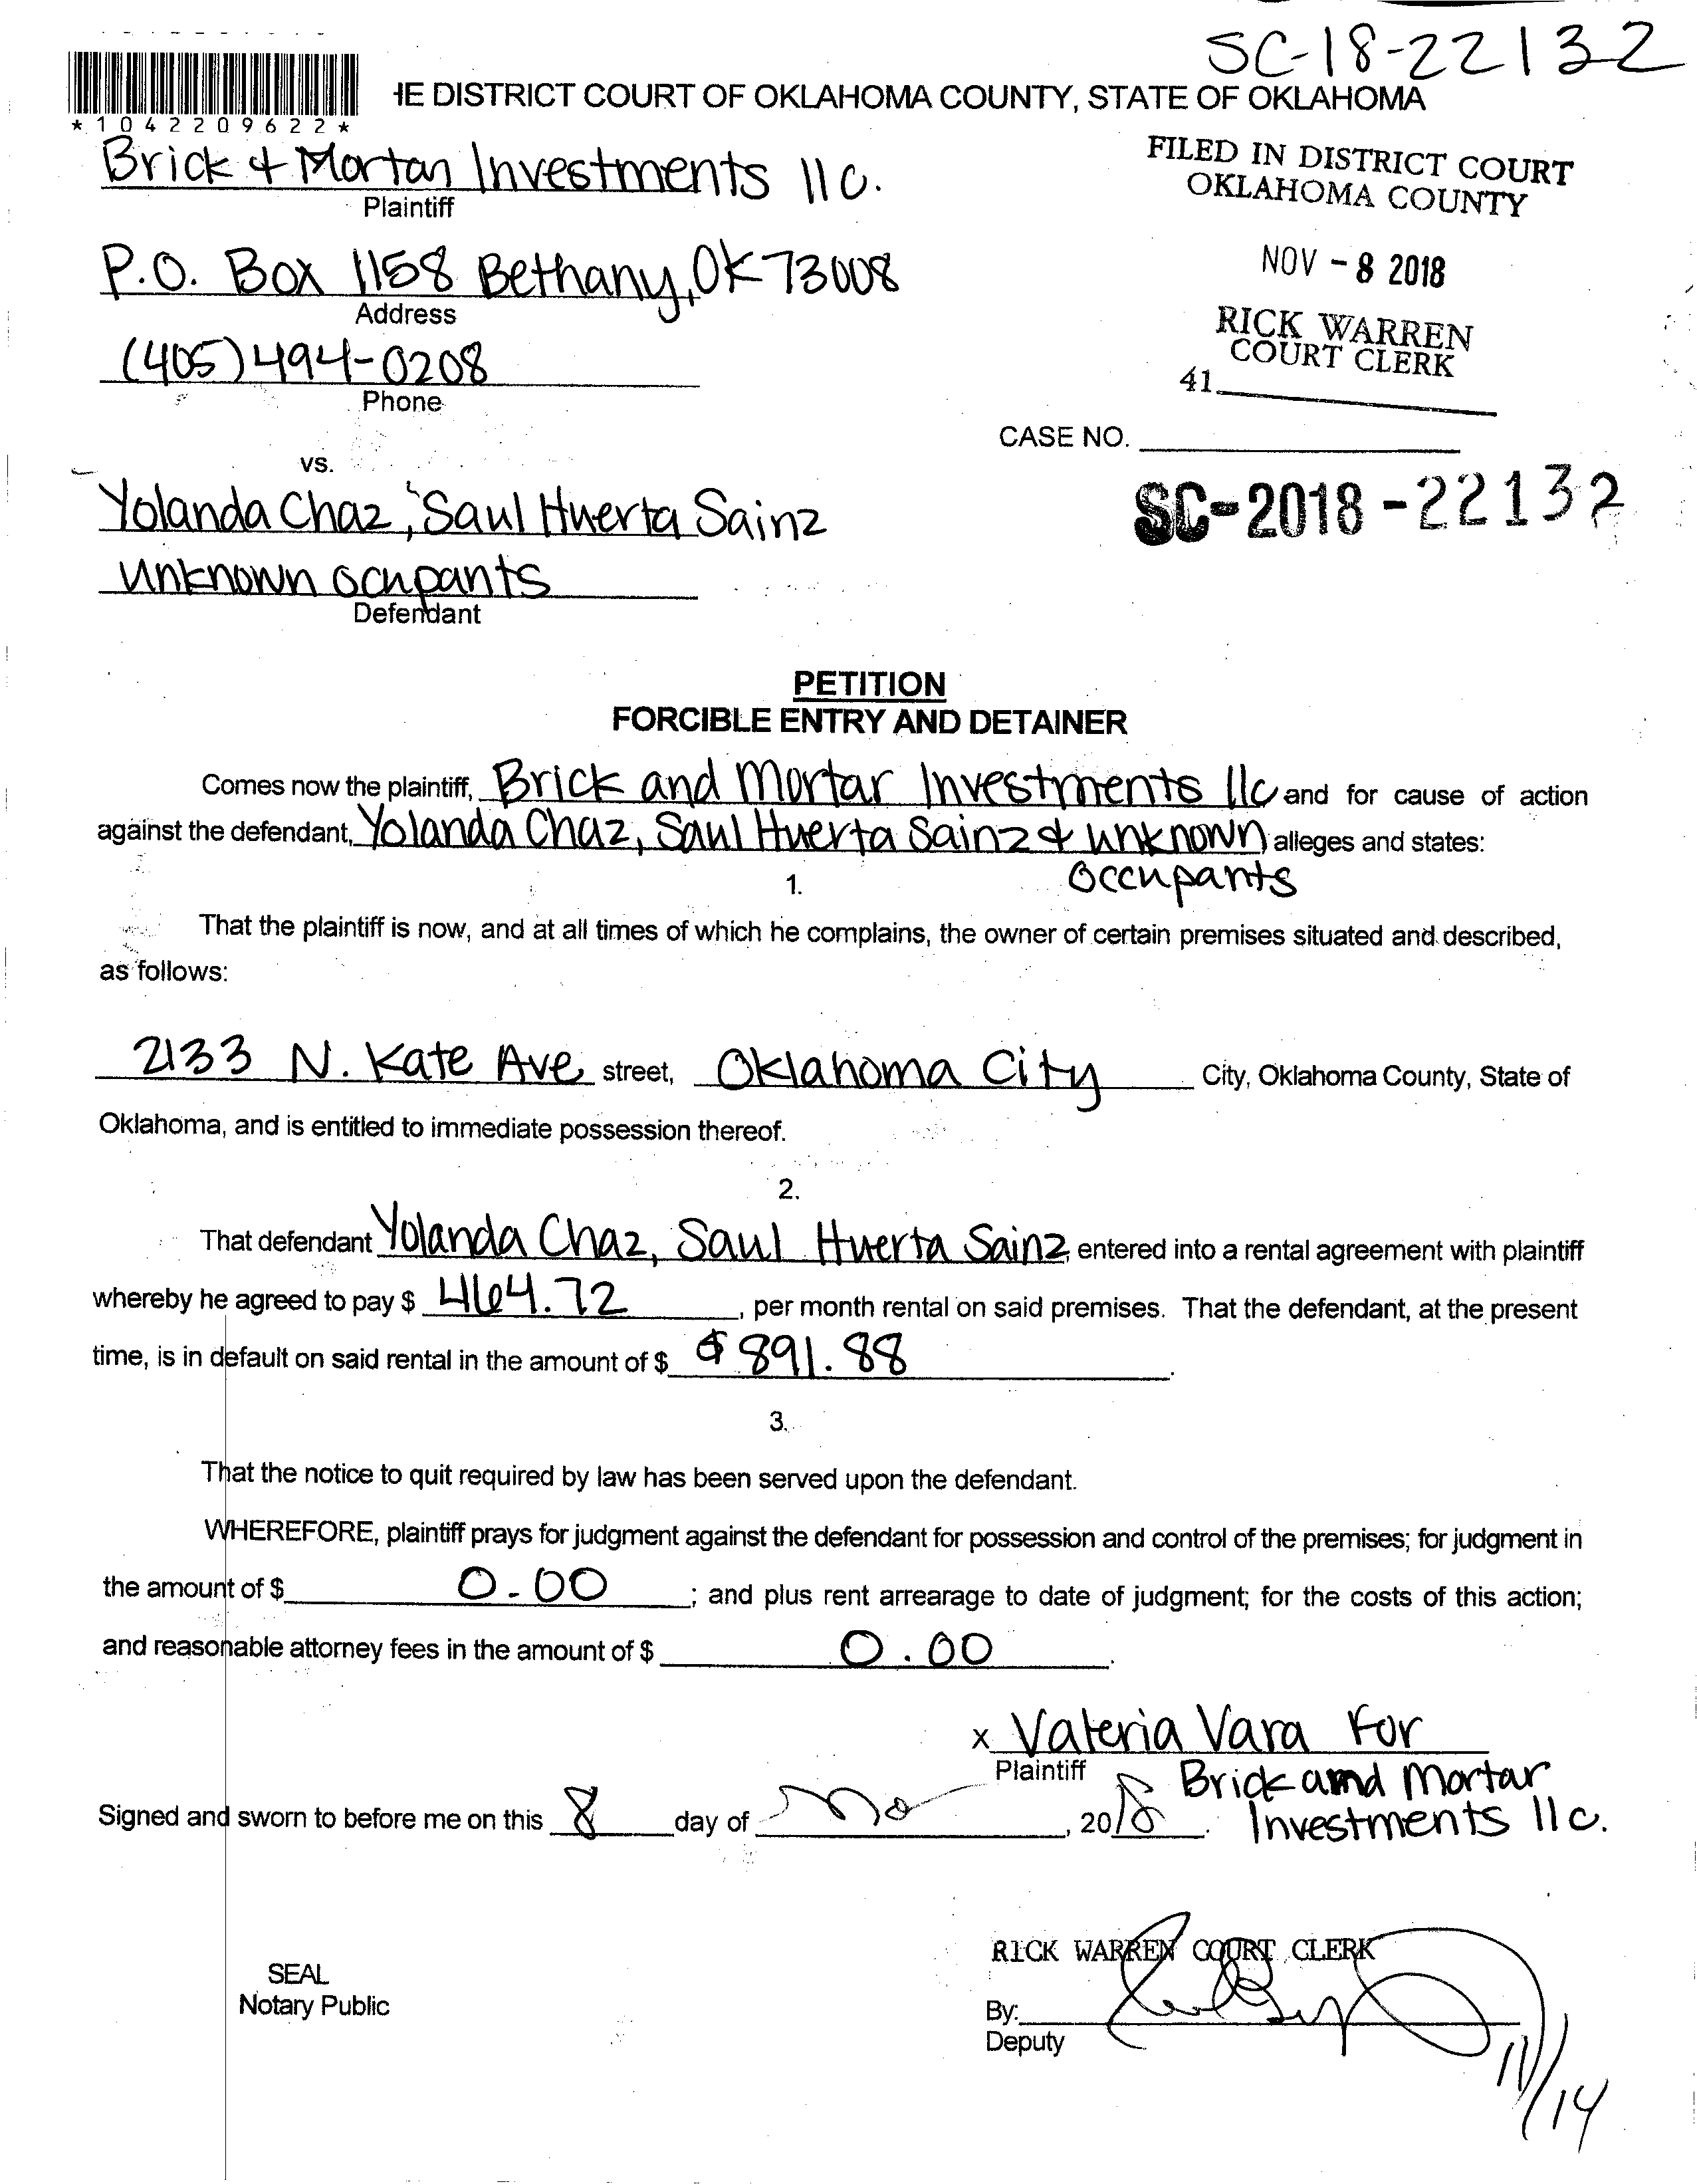 SC-18-22132
*1042209622*
HE DISTRICT COURT OF OKLAHOMA COUNTY, STATE OF OKLAHOMA
Brick & Mortan Investments llc.
Plaintiff
FILED IN DISTRICT COURT
OKLAHOMA COUNTY
P.O. Box 1158 Bethany, OK 73008
Address
NOV - 8 2018
(405)494-0208
Phone
RICK WARREN
COURT CLERK
41
CASE NO.
vs.
Yolanda Chaz, Saul Huerta Sainz
SC-2018-22132
unknown ocupants
Defendant
PETITION
FORCIBLE ENTRY AND DETAINER
Comes now the plaintiff, Brick and Mortar Investments llc and for cause of action
against the defendant, Yolanda Chaz, Saul Huerta Sainz & unknown alleges and states:
occupants
1.
That the plaintiff is now, and at all times of which he complains, the owner of certain premises situated and described,
as follows:
2133 N. Kate Ave street, Oklahoma City City, Oklahoma County, State of
Oklahoma, and is entitled to immediate possession thereof.
2.
That defendant Yolanda Chaz, Saul Huerta Sainz, entered into a rental agreement with plaintiff
whereby he agreed to pay $ 464.72, per month rental on said premises. That the defendant, at the present
time, is in default on said rental in the amount of $ $891.88.
3.
That the notice to quit required by law has been served upon the defendant.
WHEREFORE, plaintiff prays for judgment against the defendant for possession and control of the premises; for judgment in
the amount of $ 0.00; and plus rent arrearage to date of judgment; for the costs of this action;
and reasonable attorney fees in the amount of $ 0.00.
x Valeria Vara For
Plaintiff
Brick and Mortar
Investments llc.
Signed and sworn to before me on this 8 day of , 2018.
RICK WARREN COURT CLERK
SEAL
Notary Public
By:
Deputy
11/14